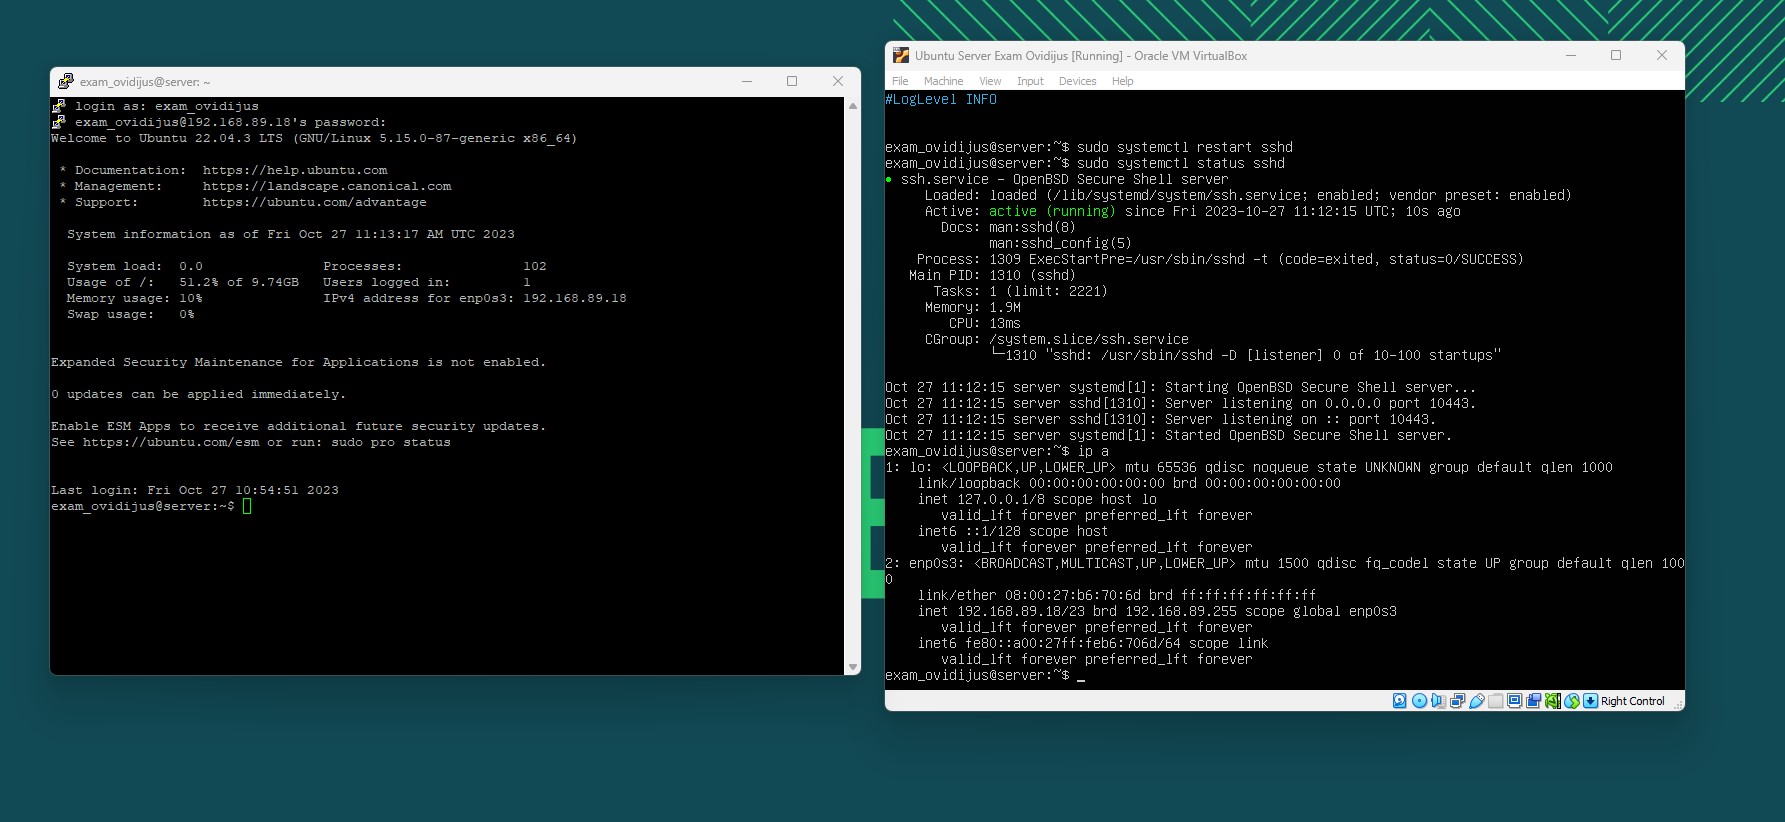 exam_ovidijus@server: ~
login as: exam_ovidijus
exam_ovidijus@192.168.89.18's password:
Welcome to Ubuntu 22.04.3 LTS (GNU/Linux 5.15.0-87-generic x86_64)
* Documentation: https://help.ubuntu.com
* Management: https://landscape.canonical.com
* Support: https://ubuntu.com/advantage
System information as of Fri Oct 27 11:13:17 AM UTC 2023
System load: 0.0 Processes: 102
Usage of /: 51.2% of 9.74GB Users logged in: 1
Memory usage: 10% IPv4 address for enp0s3: 192.168.89.18
Swap usage: 0%
Expanded Security Maintenance for Applications is not enabled.
0 updates can be applied immediately.
Enable ESM Apps to receive additional future security updates.
See https://ubuntu.com/esm or run: sudo pro status
Last login: Fri Oct 27 10:54:51 2023
exam_ovidijus@server:~$
Ubuntu Server Exam Ovidijus [Running] - Oracle VM VirtualBox
File Machine View Input Devices Help
#LogLevel INFO
exam_ovidijus@server:~$ sudo systemctl restart sshd
exam_ovidijus@server:~$ sudo systemctl status sshd
● ssh.service - OpenBSD Secure Shell server
Loaded: loaded (/lib/systemd/system/ssh.service; enabled; vendor preset: enabled)
Active: active (running) since Fri 2023-10-27 11:12:15 UTC; 10s ago
Docs: man:sshd(8)
man:sshd_config(5)
Process: 1309 ExecStartPre=/usr/sbin/sshd -t (code=exited, status=0/SUCCESS)
Main PID: 1310 (sshd)
Tasks: 1 (limit: 2221)
Memory: 1.9M
CPU: 13ms
CGroup: /system.slice/ssh.service
└─1310 "sshd: /usr/sbin/sshd -D [listener] 0 of 10-100 startups"
Oct 27 11:12:15 server systemd[1]: Starting OpenBSD Secure Shell server...
Oct 27 11:12:15 server sshd[1310]: Server listening on 0.0.0.0 port 10443.
Oct 27 11:12:15 server sshd[1310]: Server listening on :: port 10443.
Oct 27 11:12:15 server systemd[1]: Started OpenBSD Secure Shell server.
exam_ovidijus@server:~$ ip a
1: lo: <LOOPBACK,UP,LOWER_UP> mtu 65536 qdisc noqueue state UNKNOWN group default qlen 1000
link/loopback 00:00:00:00:00:00 brd 00:00:00:00:00:00
inet 127.0.0.1/8 scope host lo
valid_lft forever preferred_lft forever
inet6 ::1/128 scope host
valid_lft forever preferred_lft forever
2: enp0s3: <BROADCAST,MULTICAST,UP,LOWER_UP> mtu 1500 qdisc fq_codel state UP group default qlen 100
0
link/ether 08:00:27:b6:70:6d brd ff:ff:ff:ff:ff:ff
inet 192.168.89.18/23 brd 192.168.89.255 scope global enp0s3
valid_lft forever preferred_lft forever
inet6 fe80::a00:27ff:feb6:706d/64 scope link
valid_lft forever preferred_lft forever
exam_ovidijus@server:~$ _
Right Control